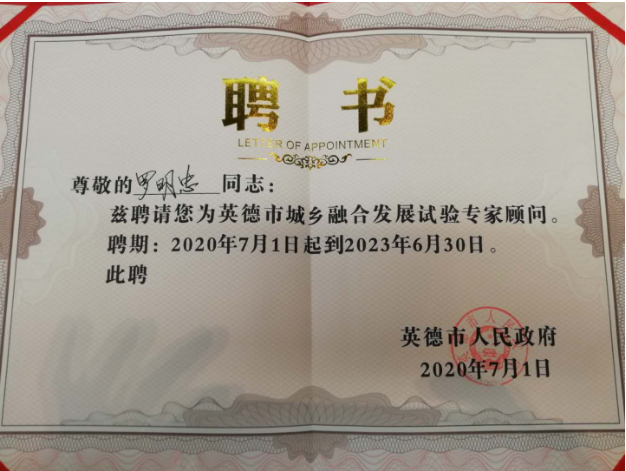 聘 书
LETTER OF APPOINTMENT
尊敬的罗明忠同志：
兹聘请您为英德市城乡融合发展试验专家顾问。
聘期：2020年7月1日起到2023年6月30日。
此聘
英德市人民政府
2020年7月1日